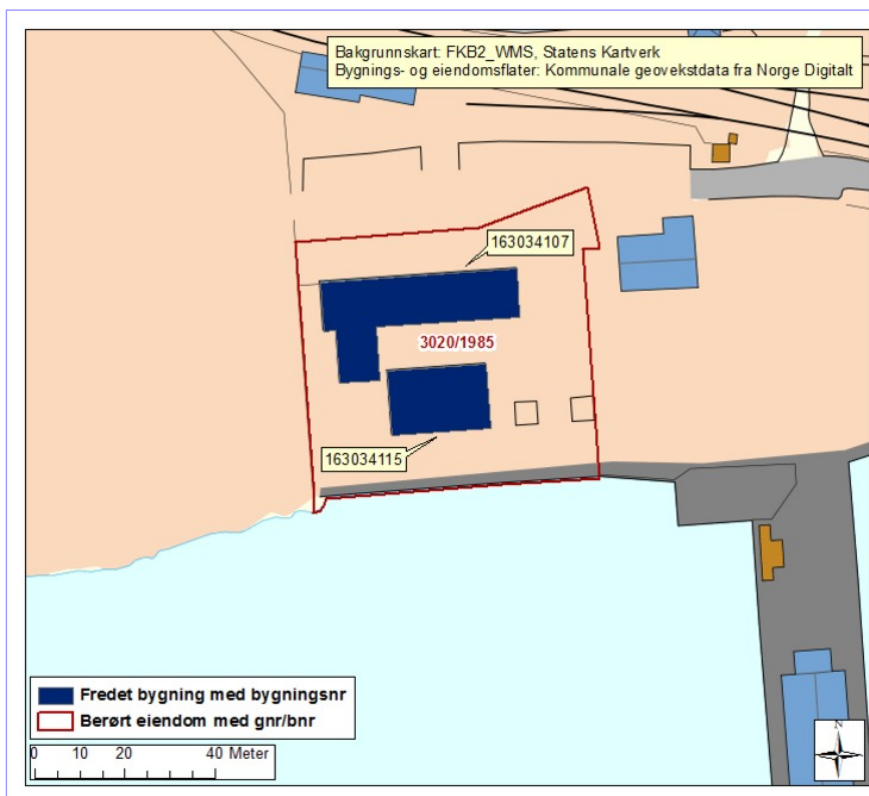 Bakgrunnskart: FKB2_WMS, Statens Kartverk
Bygnings- og eiendomsflater: Kommunale geovekstdata fra Norge Digitalt
163034107
3020/1985
163034115
Fredet bygning med bygningsnr
Berørt eiendom med gnr/bnr
0 10 20 40 Meter